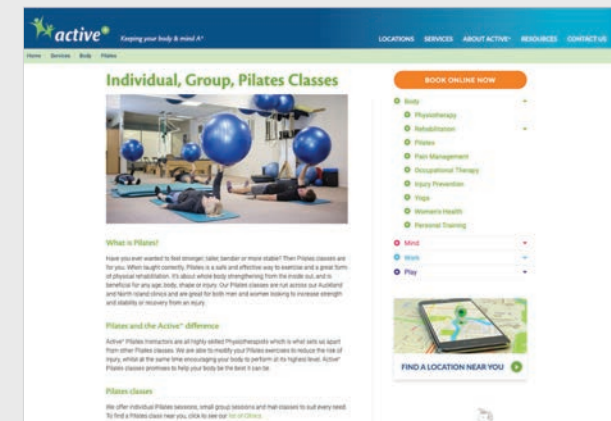 active+
Keeping your body & mind A+
LOCATIONS SERVICES ABOUT ACTIVE+ RESOURCES CONTACT US
Home Services Body Pilates
Individual, Group, Pilates Classes
What is Pilates?
Have you ever wanted to feel stronger, taller, bendier or more stable? Then Pilates classes are
for you. When taught correctly, Pilates is a safe and effective way to exercise and a great form
of physical rehabilitation. It's about whole body strengthening from the inside out, and is
beneficial for any age, body, shape or injury. Our Pilates classes are run across our Auckland
and North Island clinics and are great for both men and women looking to increase strength
and stability or recovery from an injury.
Pilates and the Active+ difference
Active+ Pilates Instructors are all highly skilled Physiotherapists which is what sets us apart
from other Pilates classes. We are able to modify your Pilates exercises to reduce the risk of
injury, whilst at the same time encouraging your body to perform at its highest level. Active+
Pilates classes promises to help your body be the best it can be.
Pilates classes
We offer individual Pilates sessions, small group sessions and mat classes to suit every need.
To find a Pilates class near you, click to see our list of Clinics.
BOOK ONLINE NOW
Body
Physiotherapy
Rehabilitation
Pilates
Pain Management
Occupational Therapy
Injury Prevention
Yoga
Women's Health
Personal Training
Mind
Work
Play
FIND A LOCATION NEAR YOU